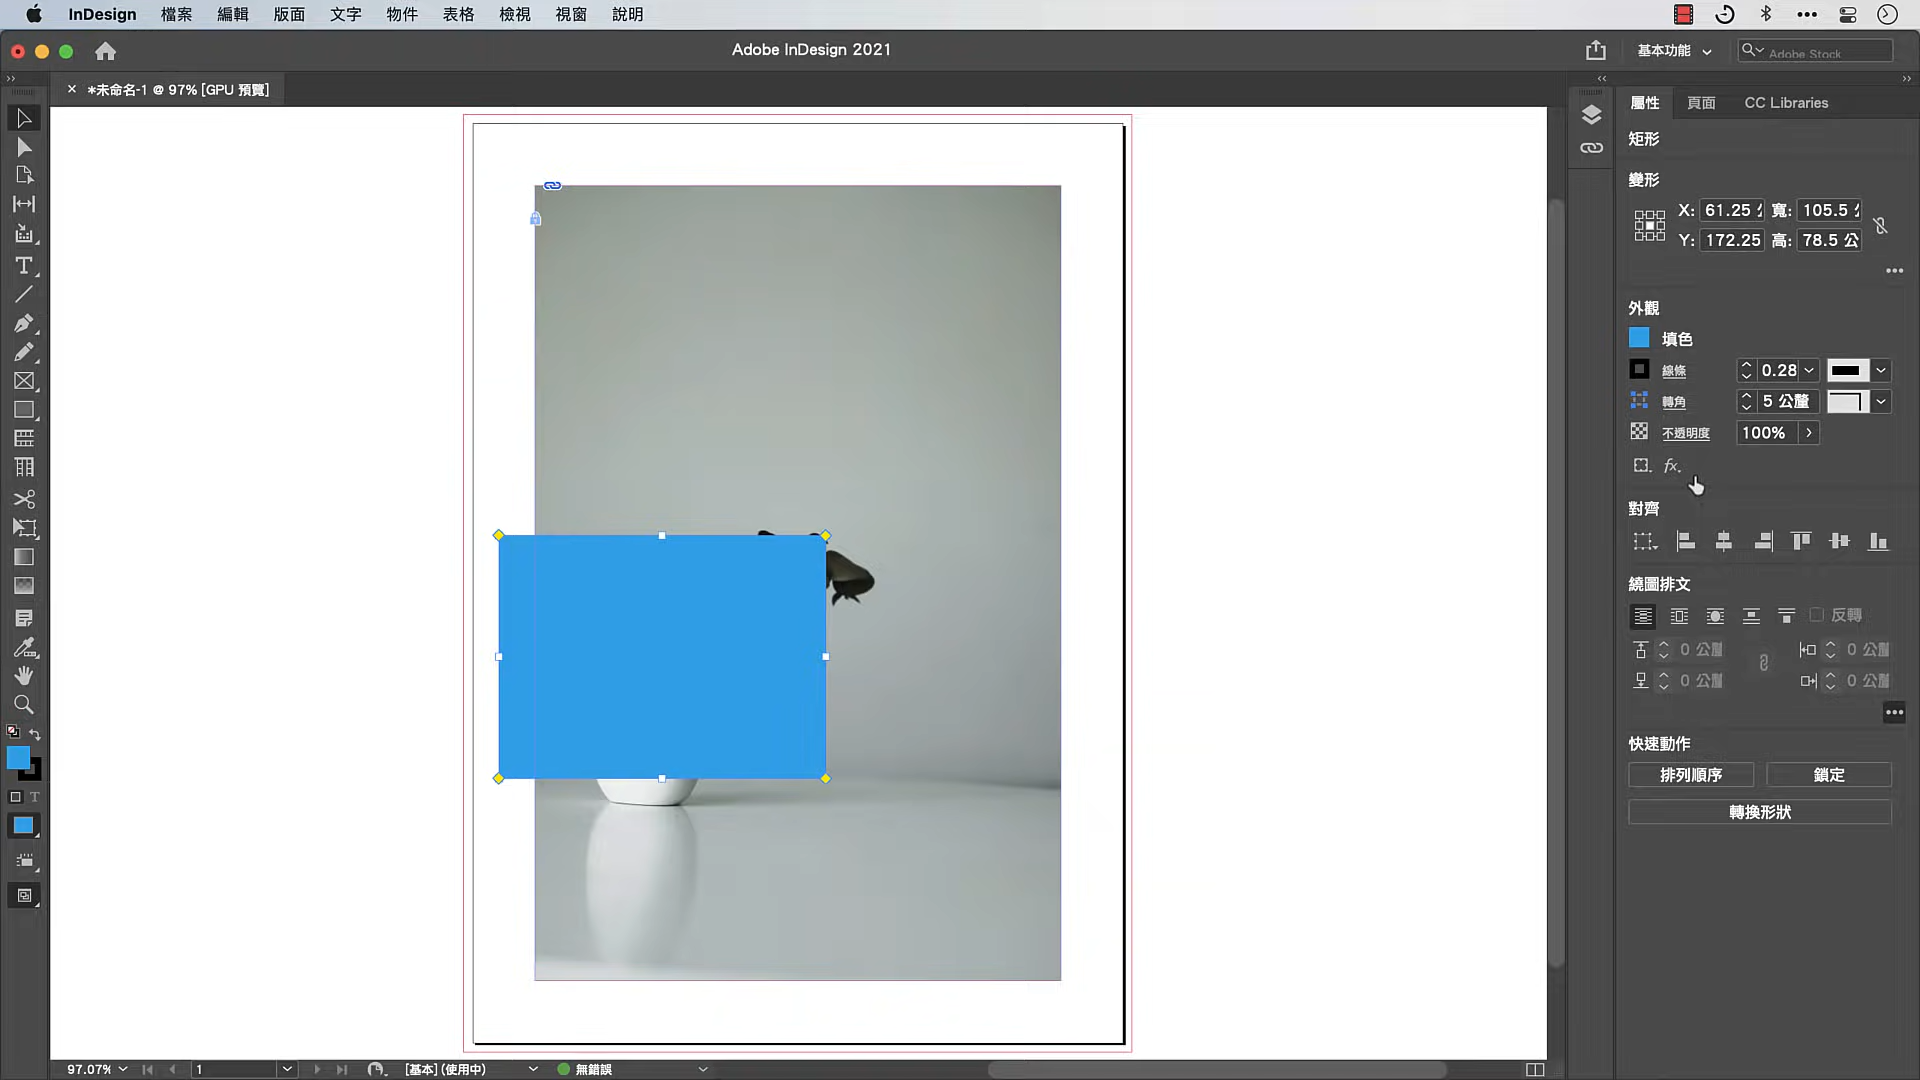 InDesign 檔案 編輯 版面 文字 物件 表格 檢視 視窗 說明
Adobe InDesign 2021
基本功能
Adobe Stock
*未命名-1 @ 97% [GPU 預覽]
屬性 頁面 CC Libraries
矩形
變形
X: 61.25 寬: 105.5
Y: 172.25 高: 78.5 公
外觀
填色
線條 0.28
轉角 5 公釐
不透明度 100%
fx.
對齊
繞圖排文
反轉
0 公釐 0 公釐
0 公釐 0 公釐
快速動作
排列順序 鎖定
轉換形狀
97.07% 1 [基本] (使用中) 無錯誤